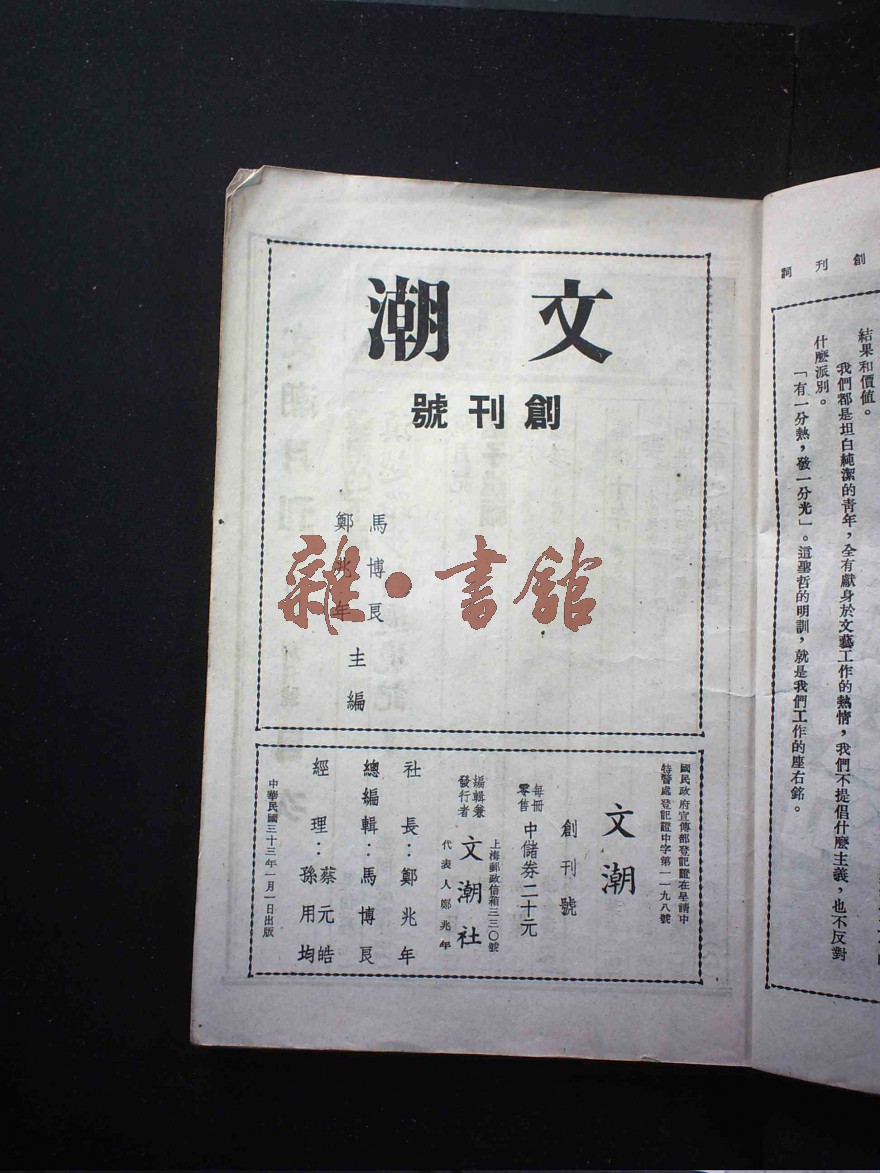 文潮
創刊號
馬博良
鄭兆年
主編
雜·書館
國民政府宣傳部登記證在呈請中
特警處登記證中字第一一九八號
文潮
創刊號
每冊
零售
中儲券二十元
編輯兼
發行者
上海郵政信箱三三〇號
文潮社
代表人鄭兆年
社長：鄭兆年
總編輯：馬博良
經理：蔡元皓
孫用均
中華民國三十三年一月一日出版
創刊詞
結果和價值。
我們都是坦白純潔的青年，全有獻身於文藝工作的熱情，我們不提倡什麼主義，也不反對
什麼派別。
「有一分熱，發一分光」。這聖哲的明訓，就是我們工作的座右銘。